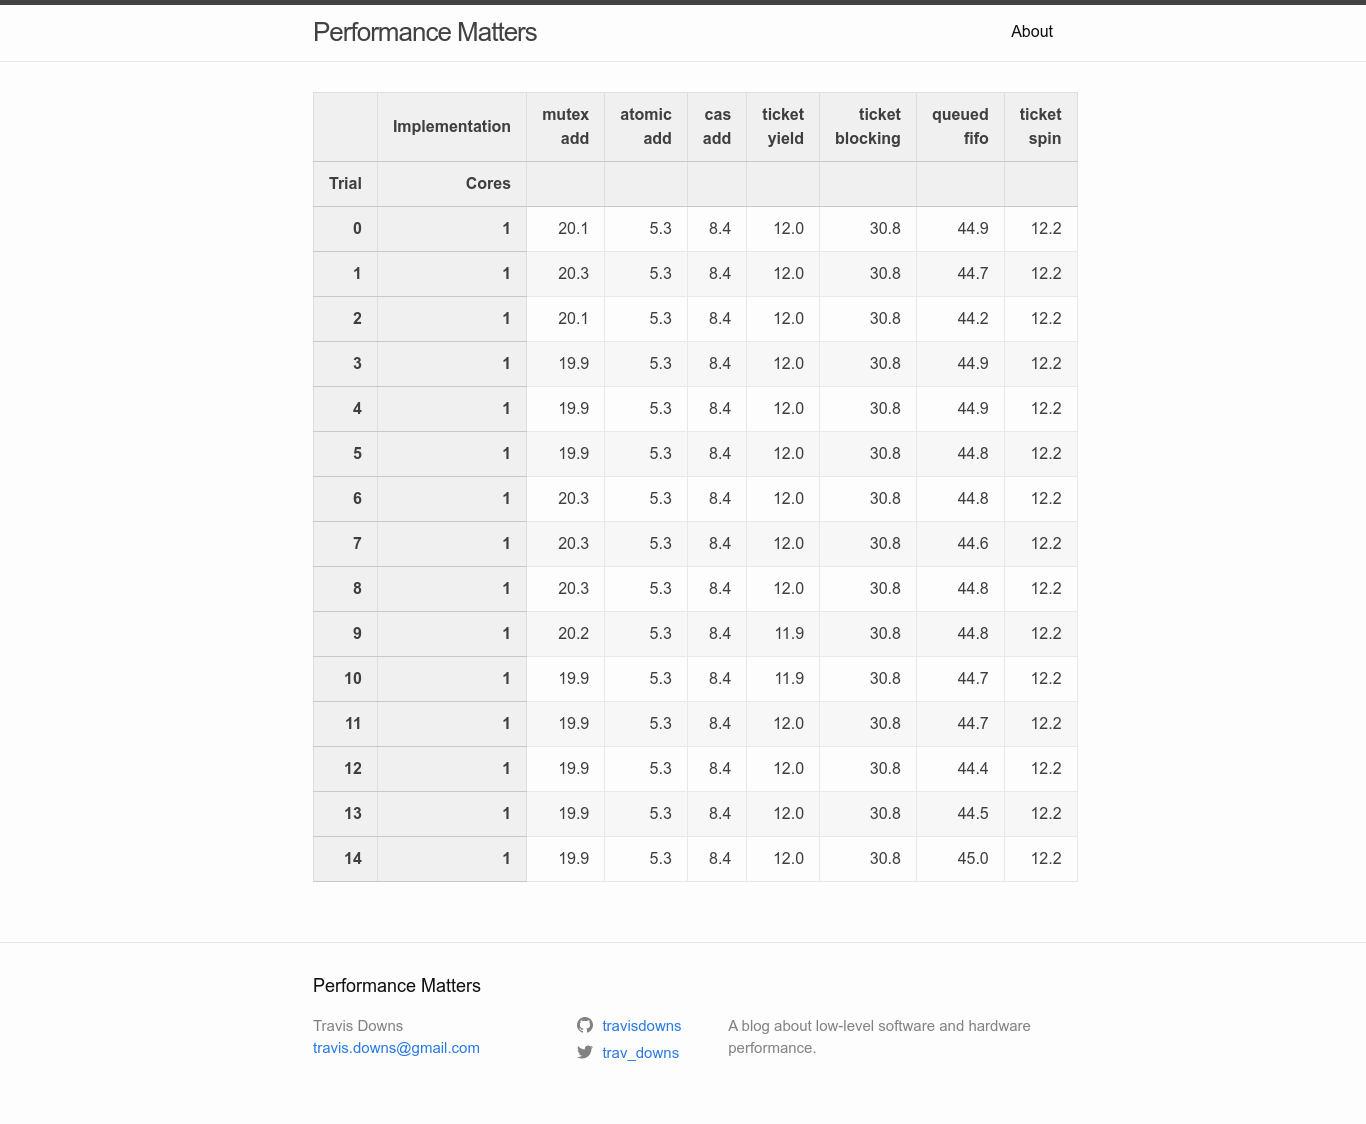 Performance Matters
About
Implementation mutex add atomic add cas add ticket yield ticket blocking queued fifo ticket spin
Trial Cores
0 1 20.1 5.3 8.4 12.0 30.8 44.9 12.2
1 1 20.3 5.3 8.4 12.0 30.8 44.7 12.2
2 1 20.1 5.3 8.4 12.0 30.8 44.2 12.2
3 1 19.9 5.3 8.4 12.0 30.8 44.9 12.2
4 1 19.9 5.3 8.4 12.0 30.8 44.9 12.2
5 1 19.9 5.3 8.4 12.0 30.8 44.8 12.2
6 1 20.3 5.3 8.4 12.0 30.8 44.8 12.2
7 1 20.3 5.3 8.4 12.0 30.8 44.6 12.2
8 1 20.3 5.3 8.4 12.0 30.8 44.8 12.2
9 1 20.2 5.3 8.4 11.9 30.8 44.8 12.2
10 1 19.9 5.3 8.4 11.9 30.8 44.7 12.2
11 1 19.9 5.3 8.4 12.0 30.8 44.7 12.2
12 1 19.9 5.3 8.4 12.0 30.8 44.4 12.2
13 1 19.9 5.3 8.4 12.0 30.8 44.5 12.2
14 1 19.9 5.3 8.4 12.0 30.8 45.0 12.2
Performance Matters
Travis Downs
travis.downs@gmail.com
travisdowns
trav_downs
A blog about low-level software and hardware
performance.